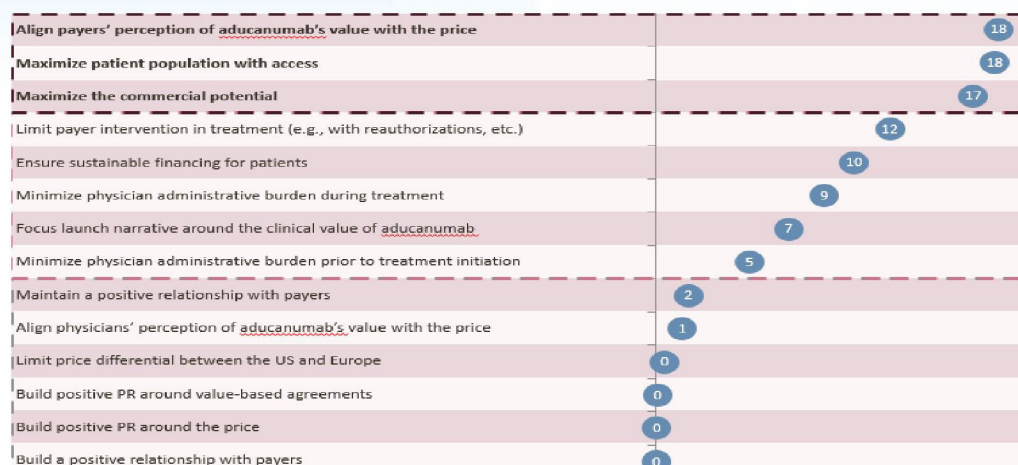 Align payers' perception of aducanumab's value with the price 18
Maximize patient population with access 18
Maximize the commercial potential 17
Limit payer intervention in treatment (e.g., with reauthorizations, etc.) 12
Ensure sustainable financing for patients 10
Minimize physician administrative burden during treatment 9
Focus launch narrative around the clinical value of aducanumab 7
Minimize physician administrative burden prior to treatment initiation 5
Maintain a positive relationship with payers 2
Align physicians' perception of aducanumab's value with the price 1
Limit price differential between the US and Europe 0
Build positive PR around value-based agreements 0
Build positive PR around the price 0
Build a positive relationship with payers 0